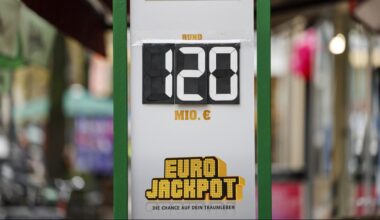 RUND
120
MIO. €
EURO
JACKPOT
DIE CHANCE AUF DEIN TRAUMLEBEN